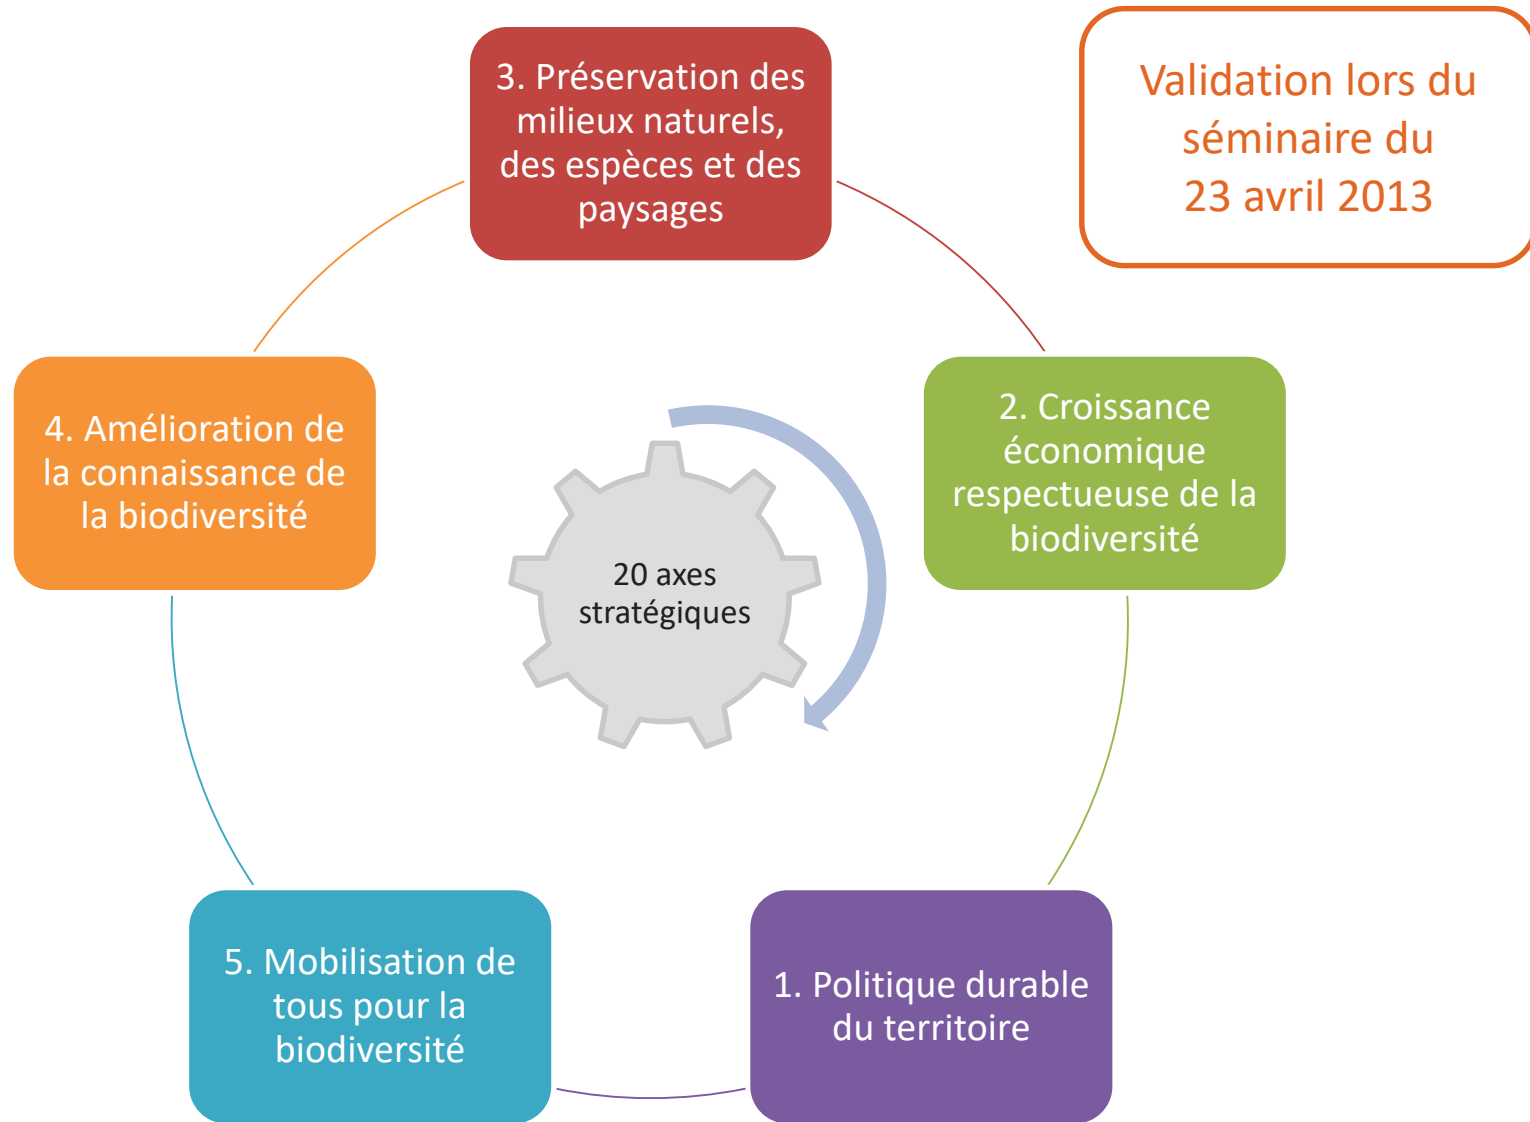 3. Préservation des
milieux naturels,
des espèces et des
paysages
Validation lors du
séminaire du
23 avril 2013
4. Amélioration de
la connaissance de
la biodiversité
2. Croissance
économique
respectueuse de la
biodiversité
20 axes
stratégiques
5. Mobilisation de
tous pour la
biodiversité
1. Politique durable
du territoire